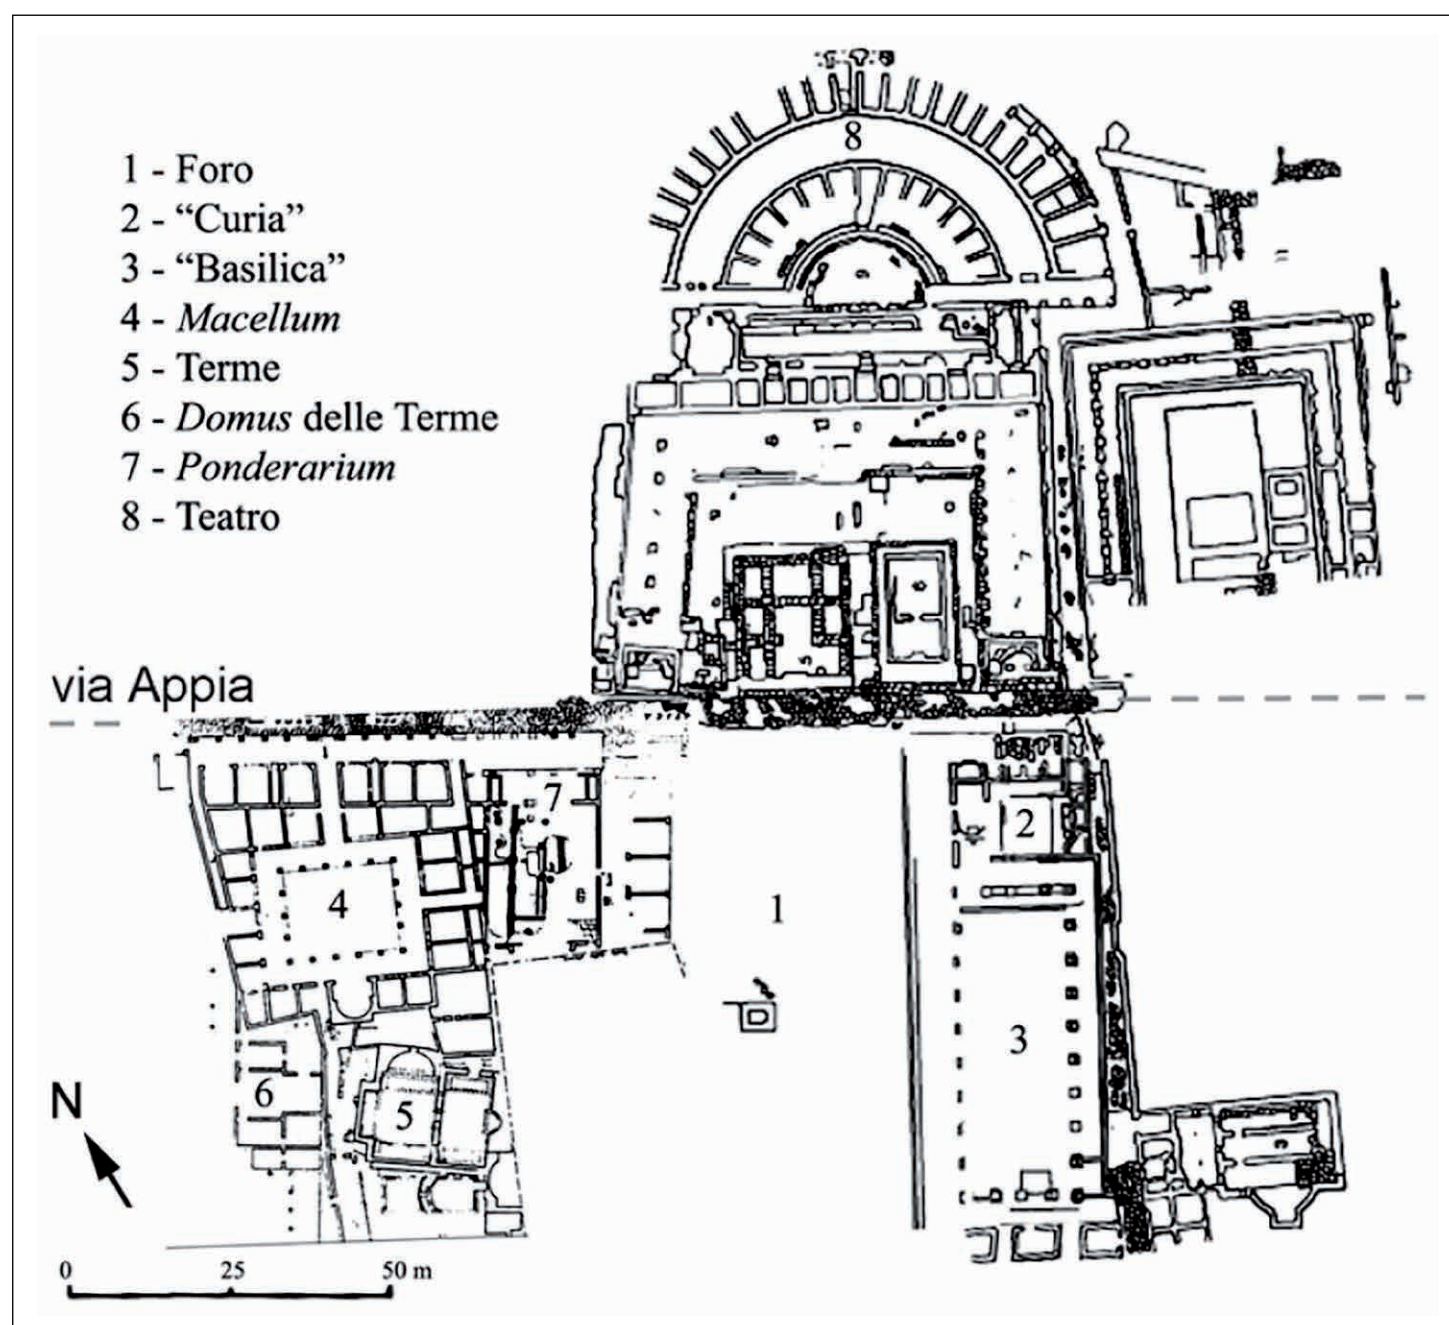 1 - Foro
2 - “Curia”
3 - “Basilica”
4 - Macellum
5 - Terme
6 - Domus delle Terme
7 - Ponderarium
8 - Teatro
8
via Appia
7
2
4
1
3
6
5
N
0 25 50 m